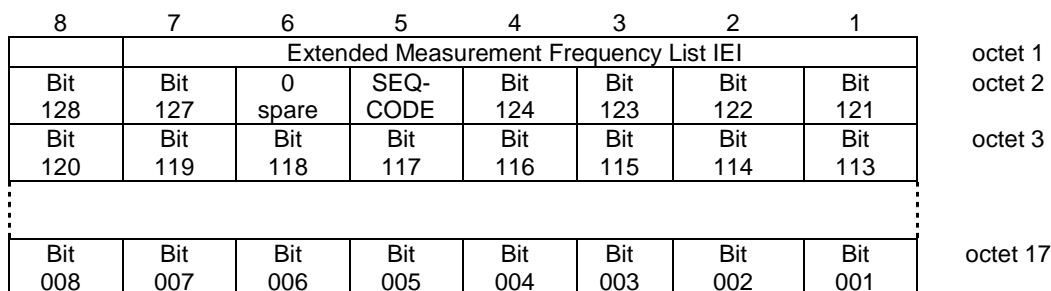 8 7 6 5 4 3 2 1
Extended Measurement Frequency List IEI octet 1
Bit Bit 0 SEQ- Bit Bit Bit Bit octet 2
128 127 spare CODE 124 123 122 121
Bit Bit Bit Bit Bit Bit Bit Bit octet 3
120 119 118 117 116 115 114 113
Bit Bit Bit Bit Bit Bit Bit Bit octet 17
008 007 006 005 004 003 002 001